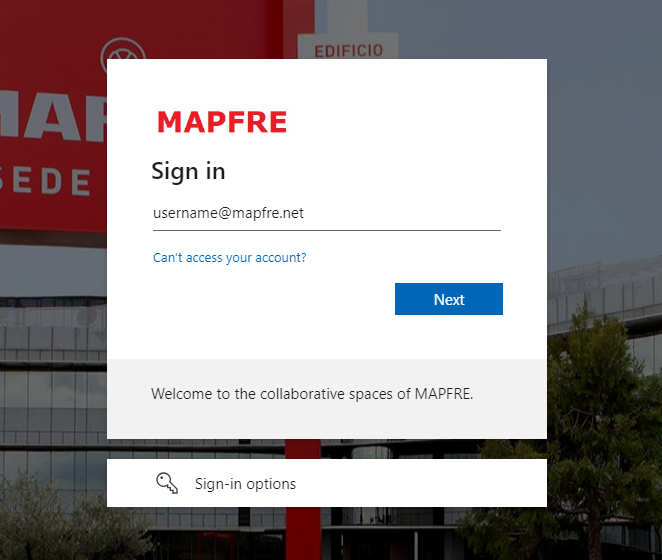 EDIFICIO
MAPFRE
SEDE
MAPFRE
Sign in
username@mapfre.net
Can't access your account?
Next
Welcome to the collaborative spaces of MAPFRE.
Sign-in options